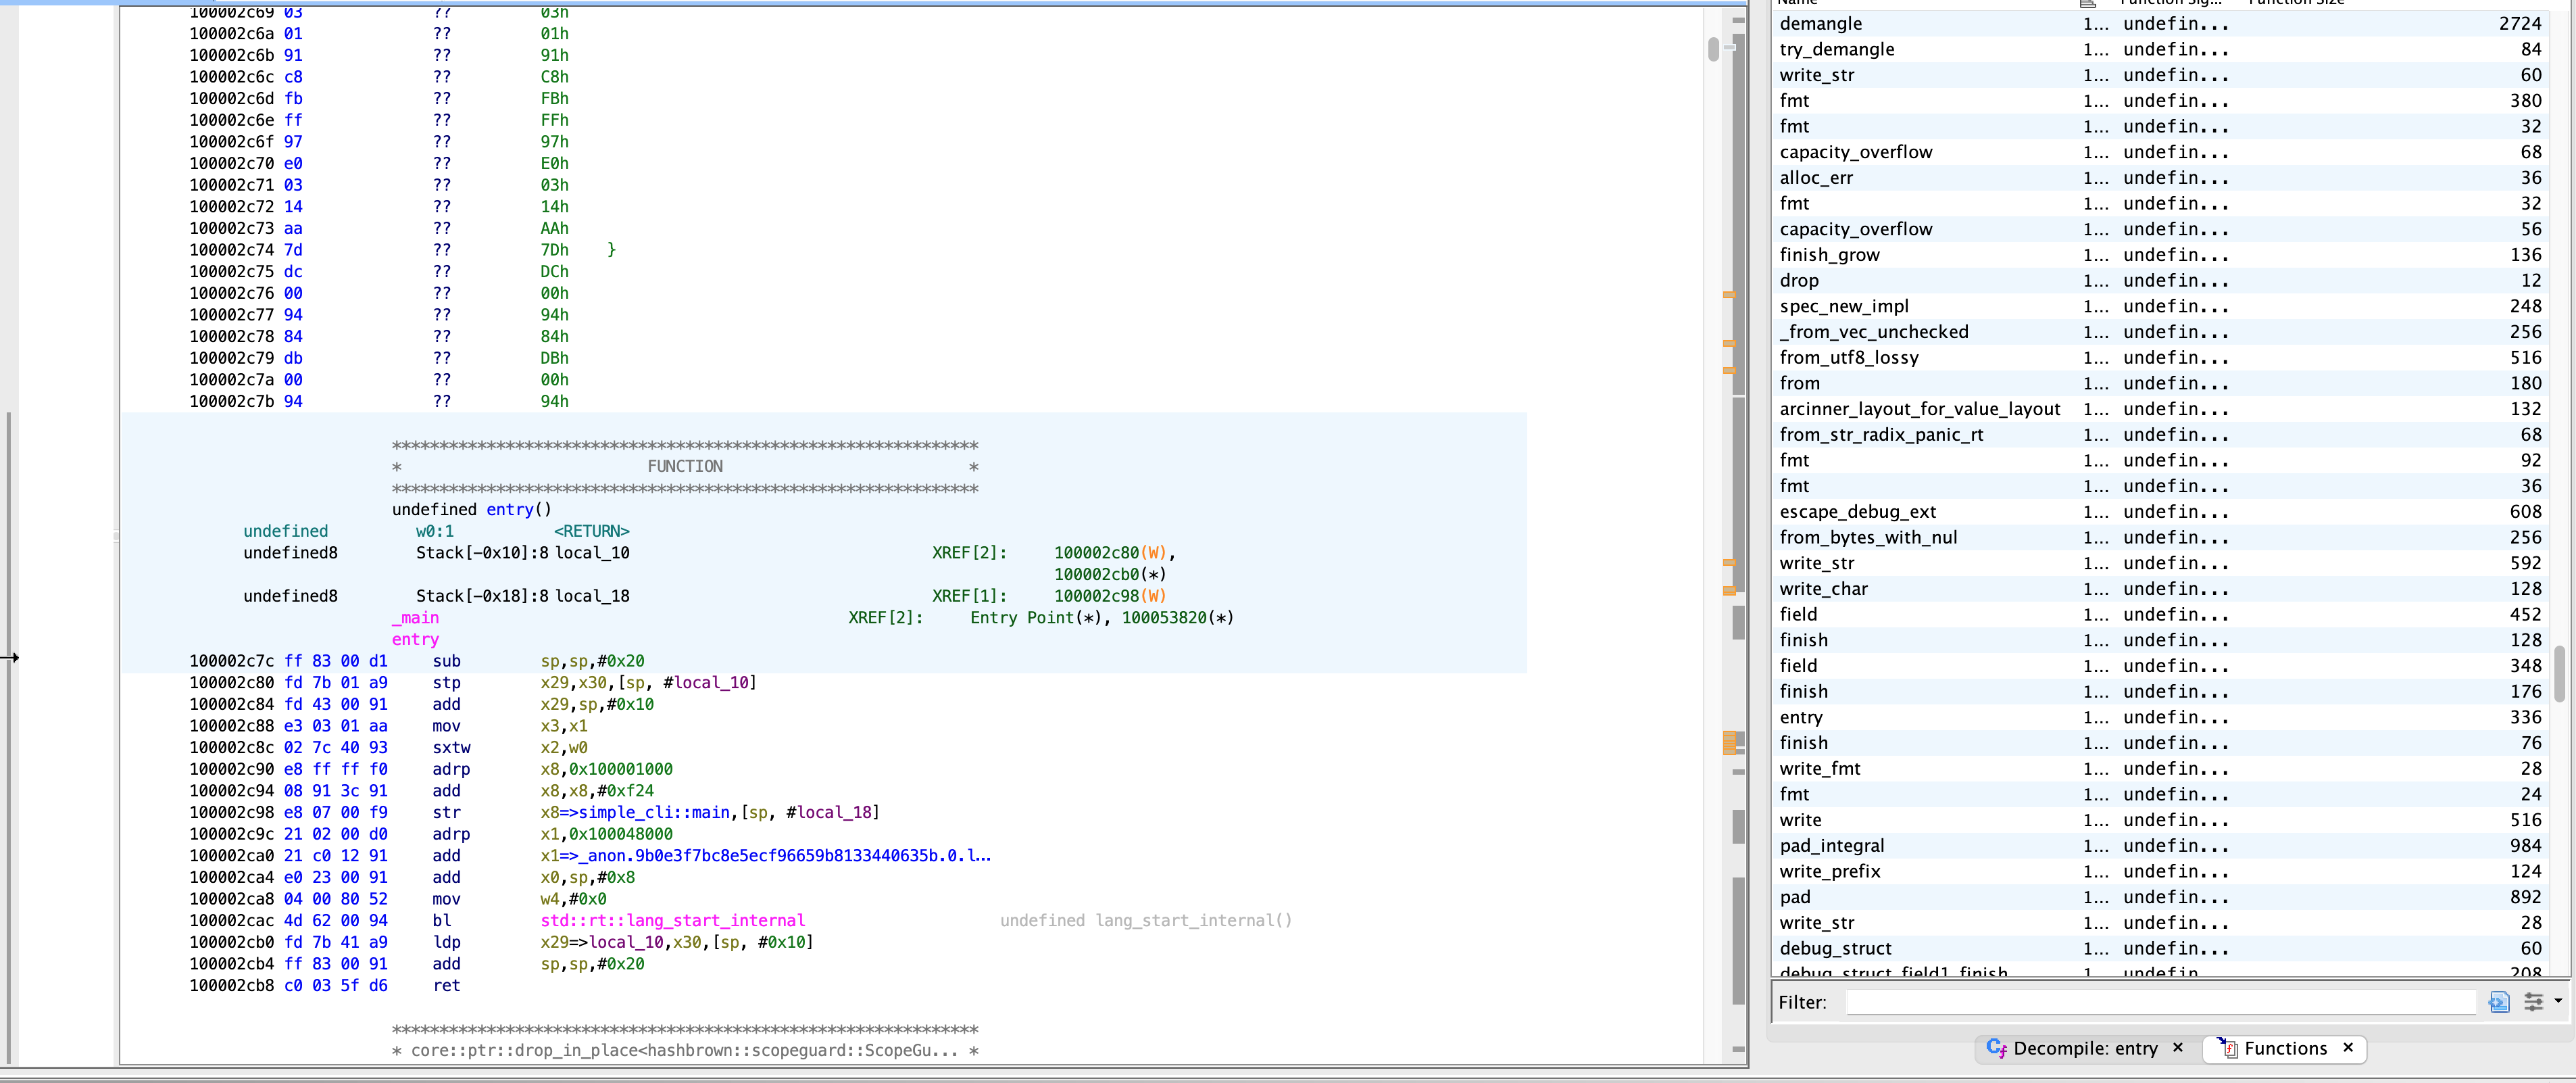 Name Function Sig... Function Size
100002c69 03 ?? 03h
100002c6a 01 ?? 01h
100002c6b 91 ?? 91h
100002c6c c8 ?? C8h
100002c6d fb ?? FBh
100002c6e ff ?? FFh
100002c6f 97 ?? 97h
100002c70 e0 ?? E0h
100002c71 03 ?? 03h
100002c72 14 ?? 14h
100002c73 aa ?? AAh
100002c74 7d ?? 7Dh }
100002c75 dc ?? DCh
100002c76 00 ?? 00h
100002c77 94 ?? 94h
100002c78 84 ?? 84h
100002c79 db ?? DBh
100002c7a 00 ?? 00h
100002c7b 94 ?? 94h
**************************************************************
* FUNCTION *
**************************************************************
undefined entry()
undefined w0:1 <RETURN>
undefined8 Stack[-0x10]:8 local_10 XREF[2]: 100002c80(W),
100002cb0(*)
undefined8 Stack[-0x18]:8 local_18 XREF[1]: 100002c98(W)
_main XREF[2]: Entry Point(*), 100053820(*)
entry
100002c7c ff 83 00 d1 sub sp,sp,#0x20
100002c80 fd 7b 01 a9 stp x29,x30,[sp, #local_10]
100002c84 fd 43 00 91 add x29,sp,#0x10
100002c88 e3 03 01 aa mov x3,x1
100002c8c 02 7c 40 93 sxtw x2,w0
100002c90 e8 ff ff f0 adrp x8,0x100001000
100002c94 08 91 3c 91 add x8,x8,#0xf24
100002c98 e8 07 00 f9 str x8=>simple_cli::main,[sp, #local_18]
100002c9c 21 02 00 d0 adrp x1,0x100048000
100002ca0 21 c0 12 91 add x1=>_anon.9b0e3f7bc8e5ecf96659b8133440635b.0.l...
100002ca4 e0 23 00 91 add x0,sp,#0x8
100002ca8 04 00 80 52 mov w4,#0x0
100002cac 4d 62 00 94 bl std::rt::lang_start_internal undefined lang_start_internal()
100002cb0 fd 7b 41 a9 ldp x29=>local_10,x30,[sp, #0x10]
100002cb4 ff 83 00 91 add sp,sp,#0x20
100002cb8 c0 03 5f d6 ret
**************************************************************
* core::ptr::drop_in_place<hashbrown::scopeguard::ScopeGu... *
demangle 1... undefin... 2724
try_demangle 1... undefin... 84
write_str 1... undefin... 60
fmt 1... undefin... 380
fmt 1... undefin... 32
capacity_overflow 1... undefin... 68
alloc_err 1... undefin... 36
fmt 1... undefin... 32
capacity_overflow 1... undefin... 56
finish_grow 1... undefin... 136
drop 1... undefin... 12
spec_new_impl 1... undefin... 248
_from_vec_unchecked 1... undefin... 256
from_utf8_lossy 1... undefin... 516
from 1... undefin... 180
arcinner_layout_for_value_layout 1... undefin... 132
from_str_radix_panic_rt 1... undefin... 68
fmt 1... undefin... 92
fmt 1... undefin... 36
escape_debug_ext 1... undefin... 608
from_bytes_with_nul 1... undefin... 256
write_str 1... undefin... 592
write_char 1... undefin... 128
field 1... undefin... 452
finish 1... undefin... 128
field 1... undefin... 348
finish 1... undefin... 176
entry 1... undefin... 336
finish 1... undefin... 76
write_fmt 1... undefin... 28
fmt 1... undefin... 24
write 1... undefin... 516
pad_integral 1... undefin... 984
write_prefix 1... undefin... 124
pad 1... undefin... 892
write_str 1... undefin... 28
debug_struct 1... undefin... 60
debug_struct_field1_finish 1... undefin... 208
Filter:
Decompile: entry × Functions ×